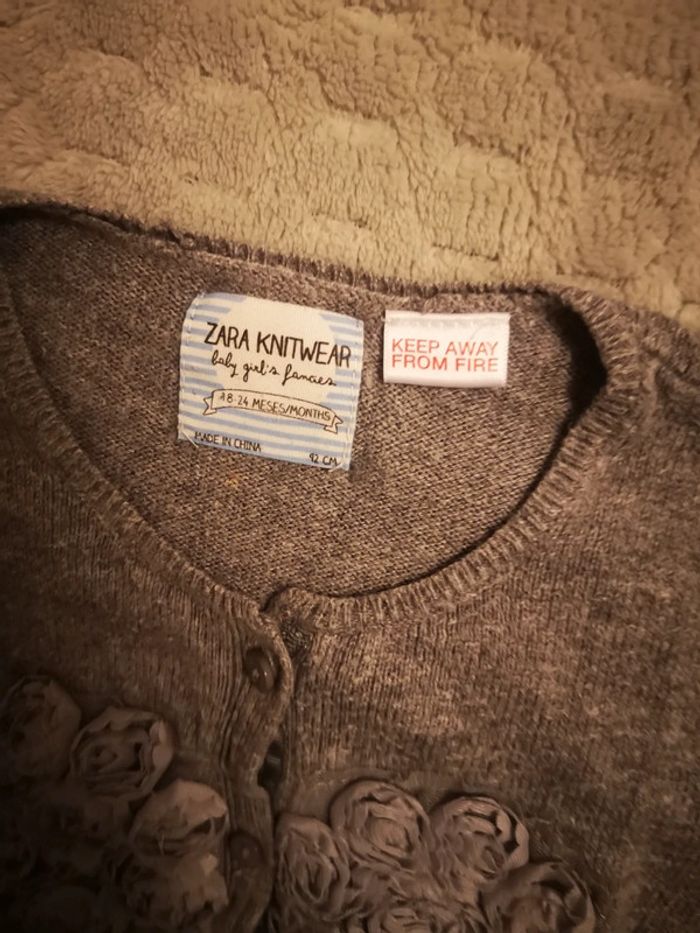 ZARA KNITWEAR
baby girl's fancies
18-24 MESES/MONTHS
MADE IN CHINA
92 CM
KEEP AWAY
FROM FIRE